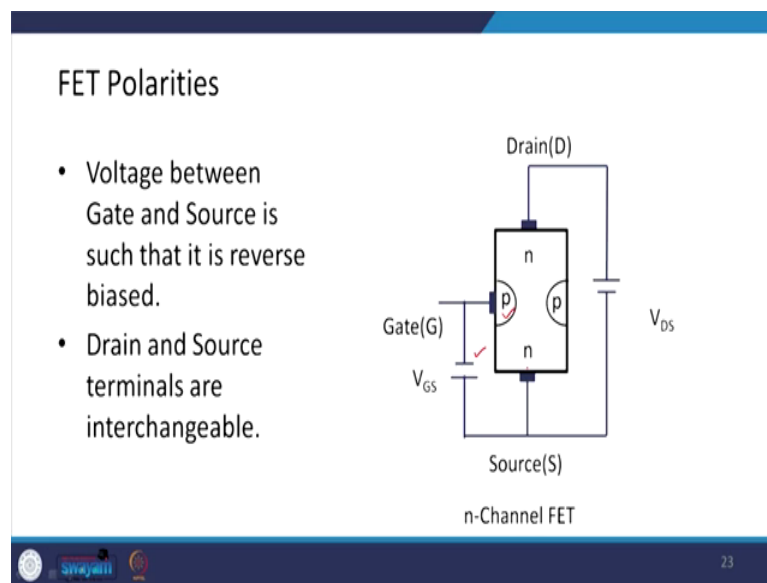 FET Polarities
• Voltage between
Gate and Source is
such that it is reverse
biased.
• Drain and Source
terminals are
interchangeable.
Drain(D)
n
p
p
Gate(G)
n
V_DS
V_GS
Source(S)
n-Channel FET
swayam
23